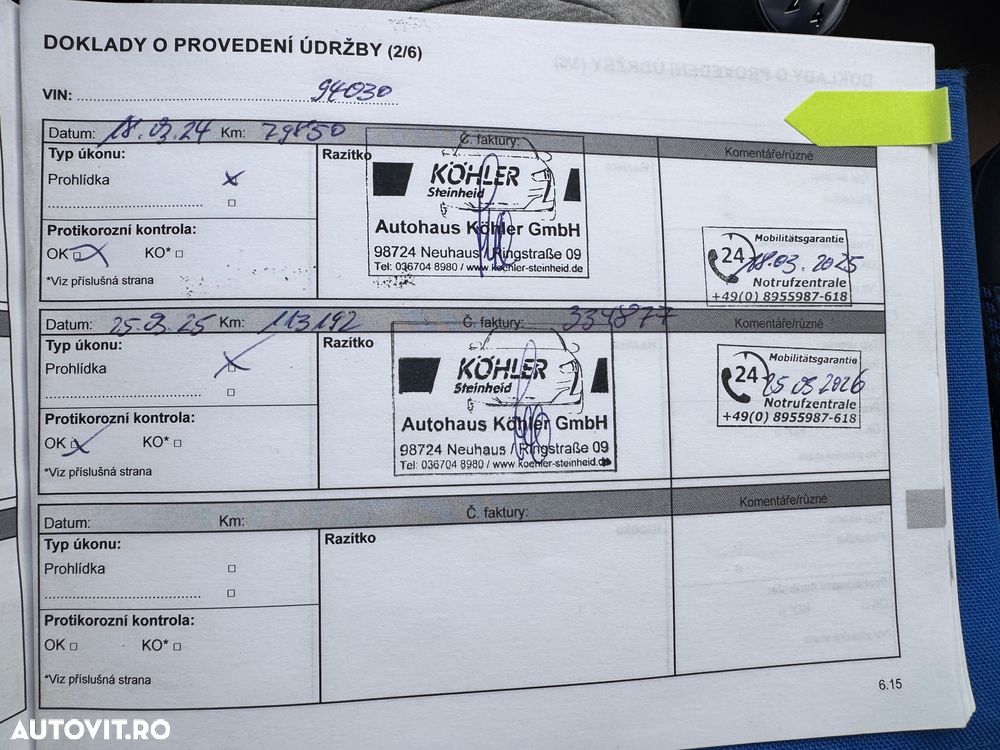 DOKLADY O PROVEDENÍ ÚDRŽBY (2/6)
VIN: 94030
Datum: 18.03.24 Km: 79850 Č. faktury: Komentáře/různé
Typ úkonu: Razítko
Prohlídka x
KÖHLER
Steinheid
Autohaus Köhler GmbH
98724 Neuhaus / Ringstraße 09
Tel: 036704 8980 / www.koehler-steinheid.de
Protikorozní kontrola:
OK KO*
*Viz příslušná strana
24 Mobilitätsgarantie
18.03.2025
Notrufzentrale
+49(0) 8955987-618
Datum: 25.03.25 Km: 113192 Č. faktury: 334877 Komentáře/různé
Typ úkonu: Razítko
Prohlídka x
KÖHLER
Steinheid
Autohaus Köhler GmbH
98724 Neuhaus / Ringstraße 09
Tel: 036704 8980 / www.koehler-steinheid.de
Protikorozní kontrola:
OK x KO*
*Viz příslušná strana
24 Mobilitätsgarantie
25 03 2026
Notrufzentrale
+49(0) 8955987-618
Datum: Km: Č. faktury: Komentáře/různé
Typ úkonu: Razítko
Prohlídka
Protikorozní kontrola:
OK KO*
*Viz příslušná strana
6.15
AUTOVIT.RO